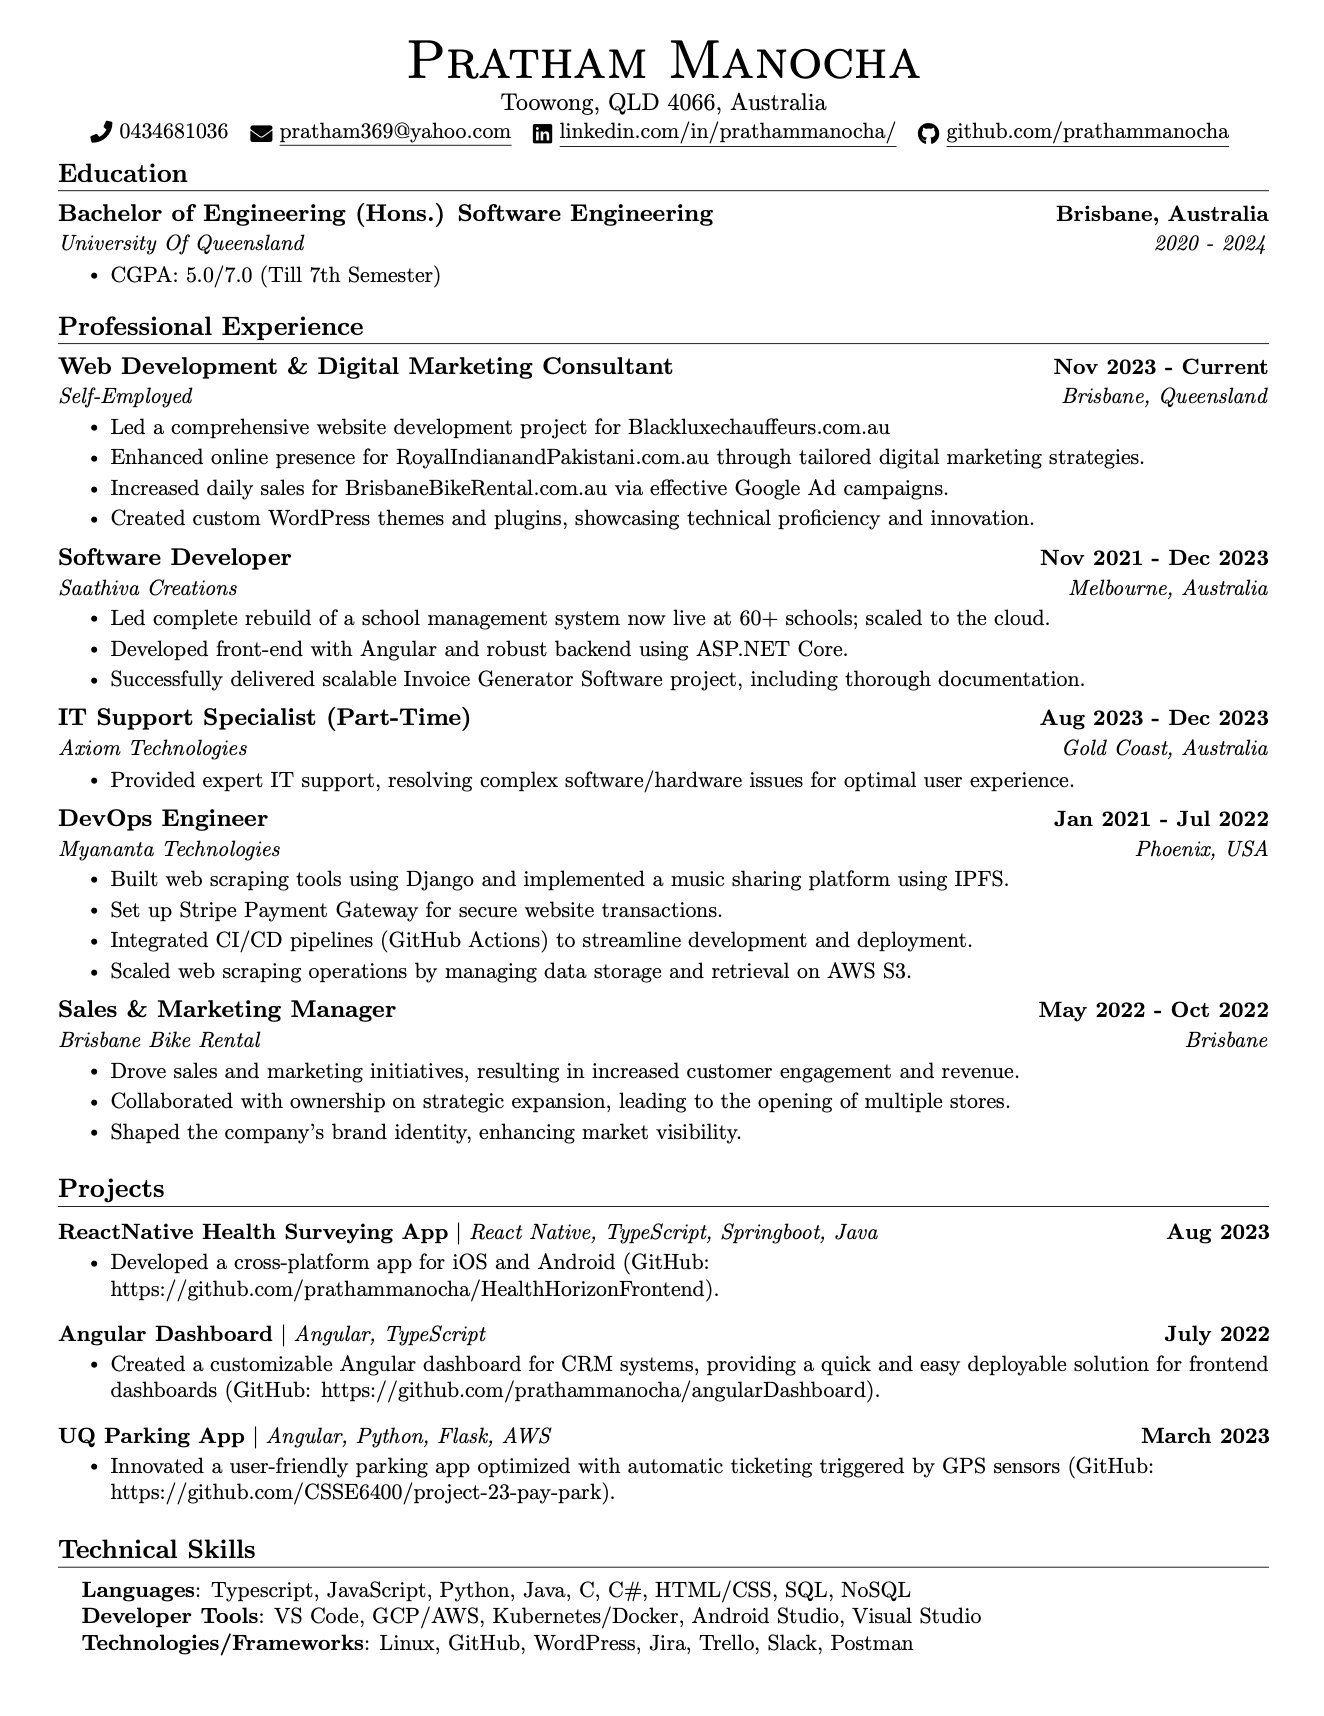 Pratham Manocha
Toowong, QLD 4066, Australia
0434681036 pratham369@yahoo.com linkedin.com/in/prathammanocha/ github.com/prathammanocha
Education
Bachelor of Engineering (Hons.) Software Engineering Brisbane, Australia
University Of Queensland 2020 - 2024
• CGPA: 5.0/7.0 (Till 7th Semester)
Professional Experience
Web Development & Digital Marketing Consultant Nov 2023 - Current
Self-Employed Brisbane, Queensland
• Led a comprehensive website development project for Blackluxechauffeurs.com.au
• Enhanced online presence for RoyalIndianandPakistani.com.au through tailored digital marketing strategies.
• Increased daily sales for BrisbaneBikeRental.com.au via effective Google Ad campaigns.
• Created custom WordPress themes and plugins, showcasing technical proficiency and innovation.
Software Developer Nov 2021 - Dec 2023
Saathiva Creations Melbourne, Australia
• Led complete rebuild of a school management system now live at 60+ schools; scaled to the cloud.
• Developed front-end with Angular and robust backend using ASP.NET Core.
• Successfully delivered scalable Invoice Generator Software project, including thorough documentation.
IT Support Specialist (Part-Time) Aug 2023 - Dec 2023
Axiom Technologies Gold Coast, Australia
• Provided expert IT support, resolving complex software/hardware issues for optimal user experience.
DevOps Engineer Jan 2021 - Jul 2022
Myananta Technologies Phoenix, USA
• Built web scraping tools using Django and implemented a music sharing platform using IPFS.
• Set up Stripe Payment Gateway for secure website transactions.
• Integrated CI/CD pipelines (GitHub Actions) to streamline development and deployment.
• Scaled web scraping operations by managing data storage and retrieval on AWS S3.
Sales & Marketing Manager May 2022 - Oct 2022
Brisbane Bike Rental Brisbane
• Drove sales and marketing initiatives, resulting in increased customer engagement and revenue.
• Collaborated with ownership on strategic expansion, leading to the opening of multiple stores.
• Shaped the company's brand identity, enhancing market visibility.
Projects
ReactNative Health Surveying App | React Native, TypeScript, Springboot, Java Aug 2023
• Developed a cross-platform app for iOS and Android (GitHub:
https://github.com/prathammanocha/HealthHorizonFrontend).
Angular Dashboard | Angular, TypeScript July 2022
• Created a customizable Angular dashboard for CRM systems, providing a quick and easy deployable solution for frontend
dashboards (GitHub: https://github.com/prathammanocha/angularDashboard).
UQ Parking App | Angular, Python, Flask, AWS March 2023
• Innovated a user-friendly parking app optimized with automatic ticketing triggered by GPS sensors (GitHub:
https://github.com/CSSE6400/project-23-pay-park).
Technical Skills
Languages: Typescript, JavaScript, Python, Java, C, C#, HTML/CSS, SQL, NoSQL
Developer Tools: VS Code, GCP/AWS, Kubernetes/Docker, Android Studio, Visual Studio
Technologies/Frameworks: Linux, GitHub, WordPress, Jira, Trello, Slack, Postman